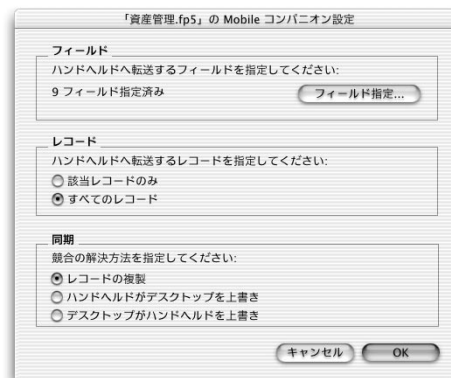 「資産管理.fp5」の Mobile コンパニオン設定
フィールド
ハンドヘルドへ転送するフィールドを指定してください:
9 フィールド指定済み
フィールド指定...
レコード
ハンドヘルドへ転送するレコードを指定してください:
該当レコードのみ
すべてのレコード
同期
競合の解決方法を指定してください:
レコードの複製
ハンドヘルドがデスクトップを上書き
デスクトップがハンドヘルドを上書き
キャンセル
OK